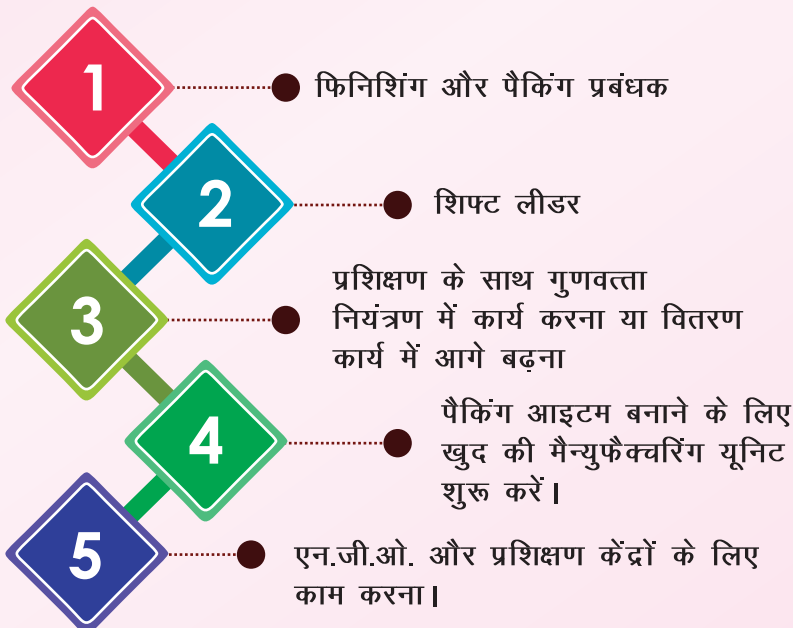 1
फिनिशिंग और पैकिंग प्रबंधक
2
शिफ्ट लीडर
3
प्रशिक्षण के साथ गुणवत्ता
नियंत्रण में कार्य करना या वितरण
कार्य में आगे बढ़ना
4
पैकिंग आइटम बनाने के लिए
खुद की मैन्युफैक्चरिंग यूनिट
शुरू करें।
5
एन.जी.ओ. और प्रशिक्षण केंद्रों के लिए
काम करना।